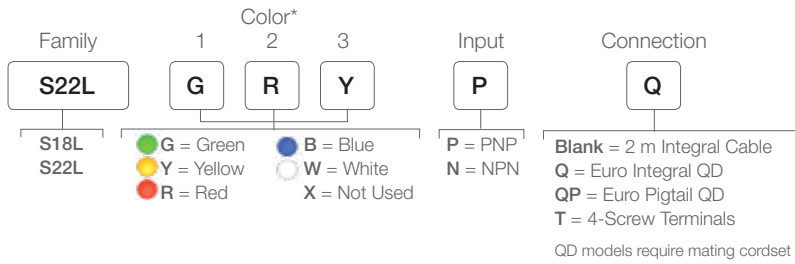 Color*
Family 1 2 3 Input Connection
S22L G R Y P Q
S18L
S22L
G = Green
Y = Yellow
R = Red
B = Blue
W = White
X = Not Used
P = PNP
N = NPN
Blank = 2 m Integral Cable
Q = Euro Integral QD
QP = Euro Pigtail QD
T = 4-Screw Terminals
QD models require mating cordset